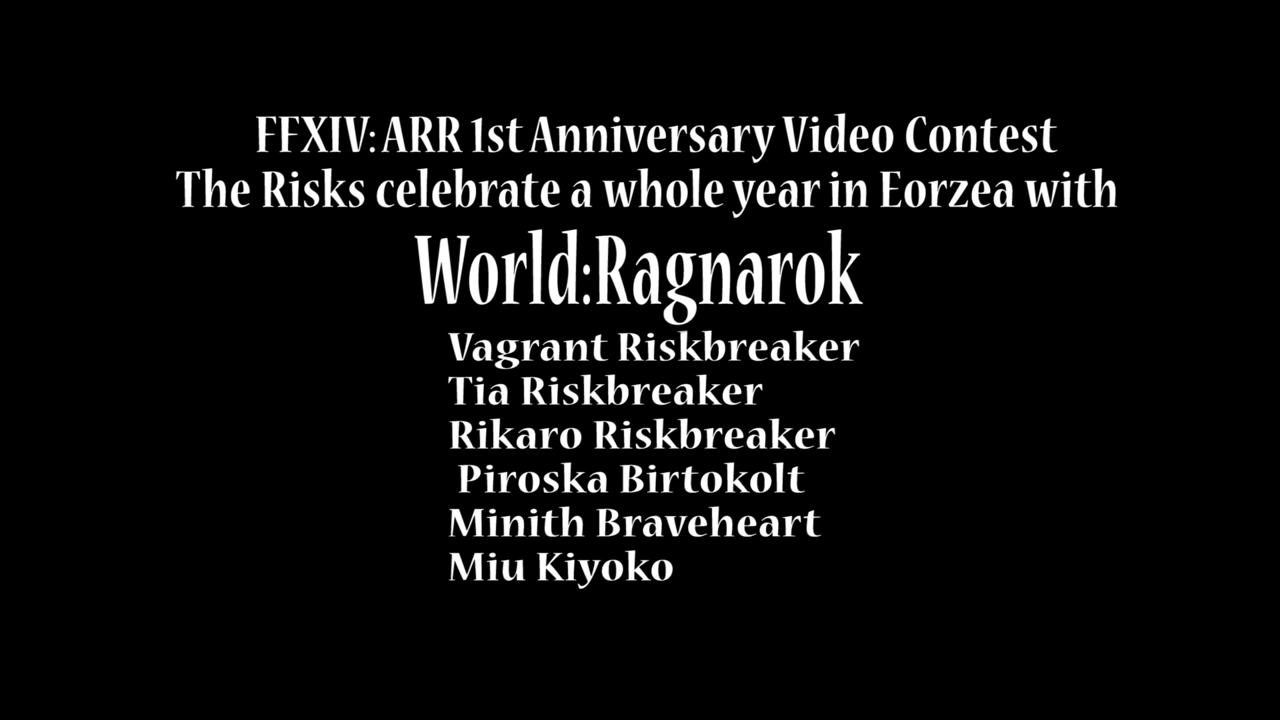 FFXIV: ARR 1st Anniversary Video Contest
The Risks celebrate a whole year in Eorzea with
World:Ragnarok
Vagrant Riskbreaker
Tia Riskbreaker
Rikaro Riskbreaker
Piroska Birtokolt
Minith Braveheart
Miu Kiyoko